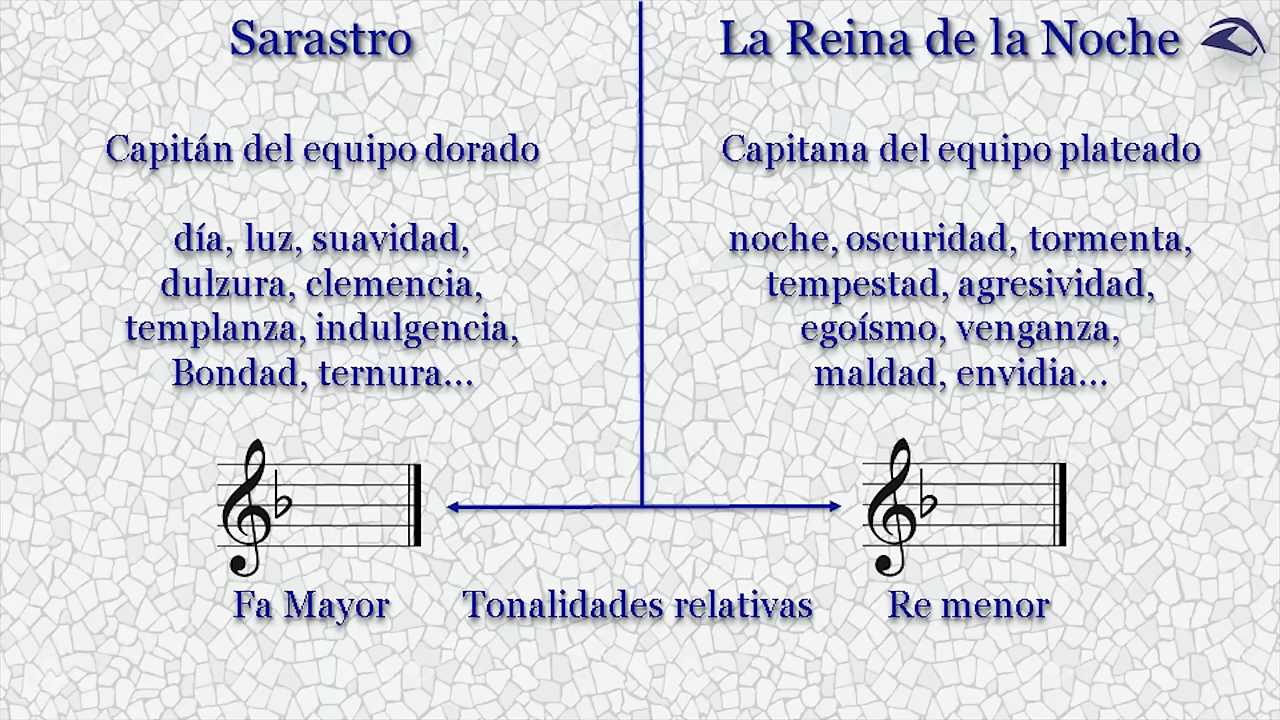 Sarastro
Capitán del equipo dorado
día, luz, suavidad,
dulzura, clemencia,
templanza, indulgencia,
Bondad, ternura...
La Reina de la Noche
Capitana del equipo plateado
noche, oscuridad, tormenta,
tempestad, agresividad,
egoísmo, venganza,
maldad, envidia...
Fa Mayor
Tonalidades relativas
Re menor